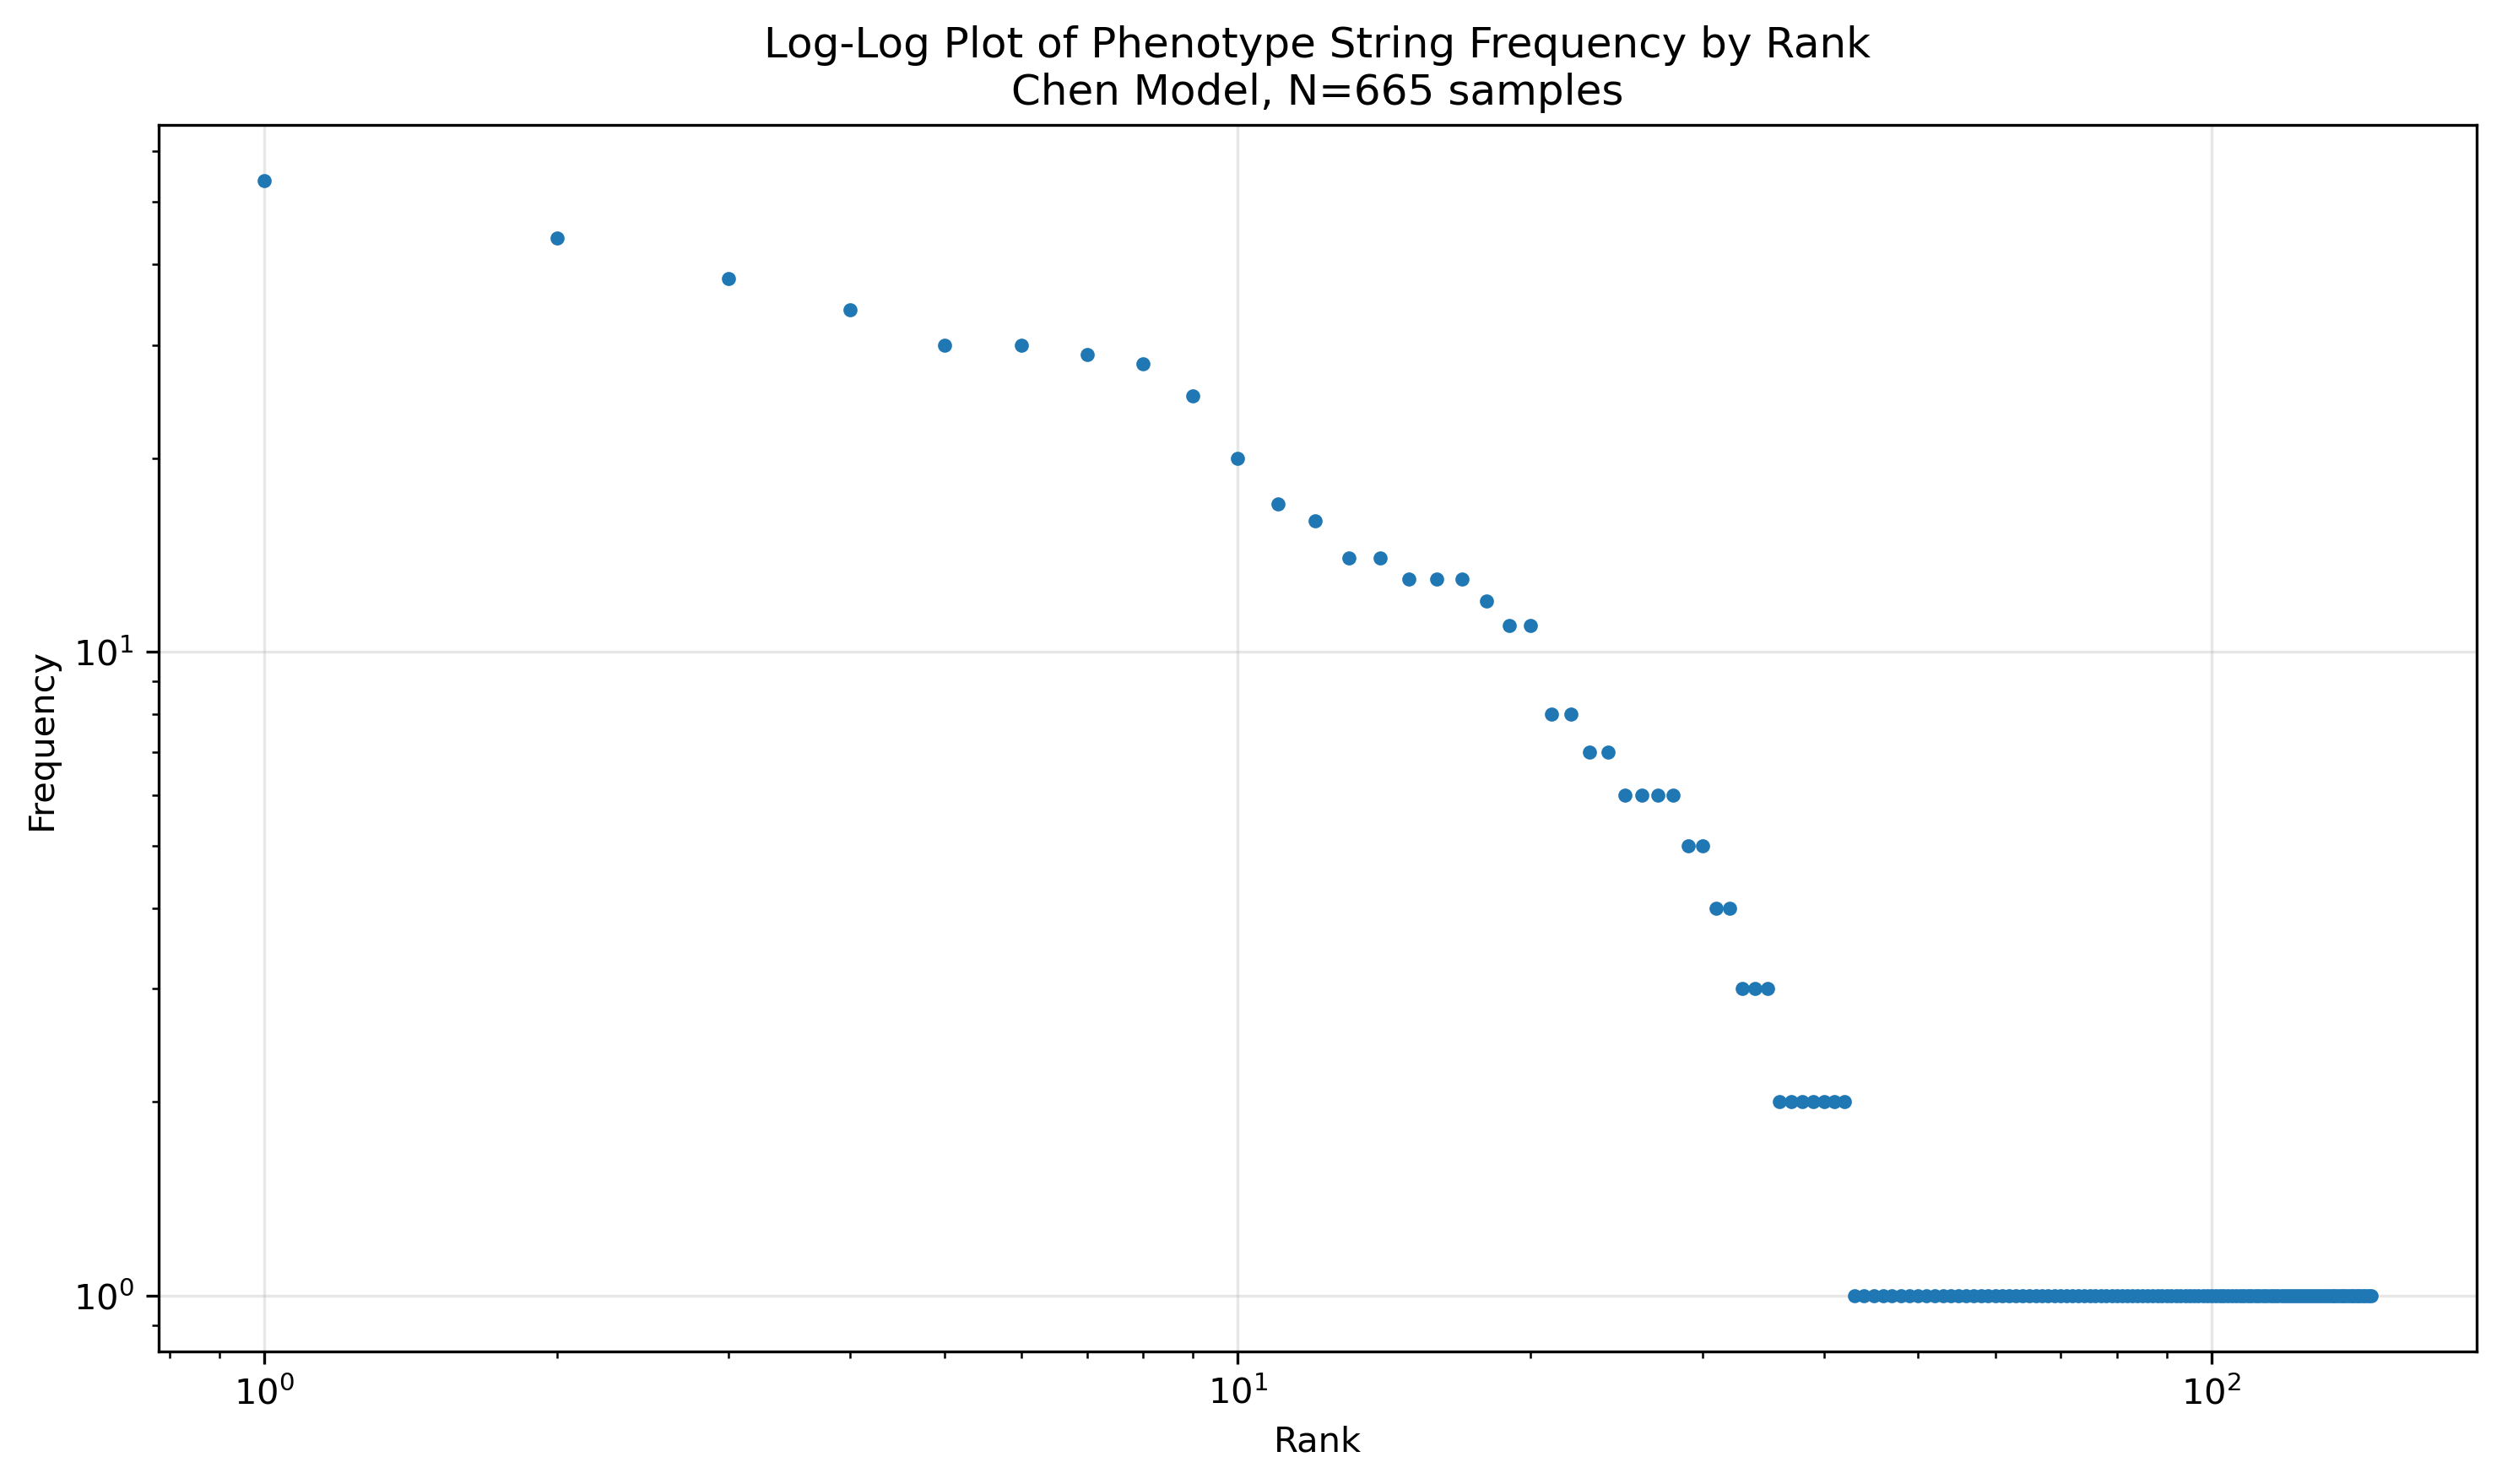 Log-Log Plot of Phenotype String Frequency by Rank
Chen Model, N=665 samples
Frequency
10¹
10⁰
10⁰
10¹
10²
Rank